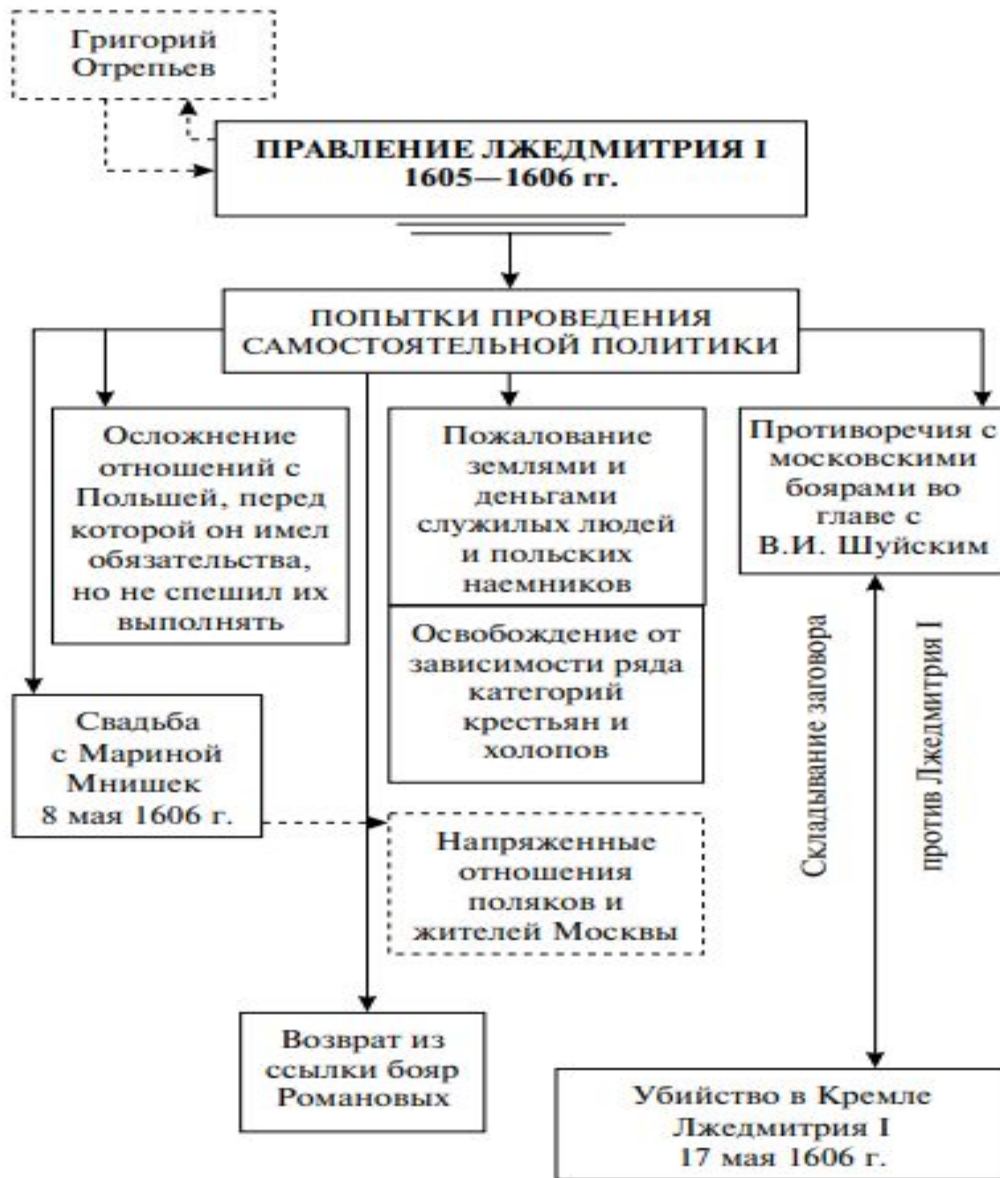 Григорий
Отрепьев
ПРАВЛЕНИЕ ЛЖЕДМИТРИЯ I
1605—1606 гг.
ПОПЫТКИ ПРОВЕДЕНИЯ
САМОСТОЯТЕЛЬНОЙ ПОЛИТИКИ
Осложнение
отношений с
Польшей, перед
которой он имел
обязательства,
но не спешил их
выполнять
Пожалование
землями и
деньгами
служилых людей
и польских
наемников
Противоречия с
московскими
боярами во
главе с
В.И. Шуйским
Освобождение от
зависимости ряда
категорий
крестьян и
холопов
Свадьба
с Мариной
Мнишек
8 мая 1606 г.
Складывание заговора
против Лжедмитрия I
Напряженные
отношения
поляков и
жителей Москвы
Возврат из
ссылки бояр
Романовых
Убийство в Кремле
Лжедмитрия I
17 мая 1606 г.